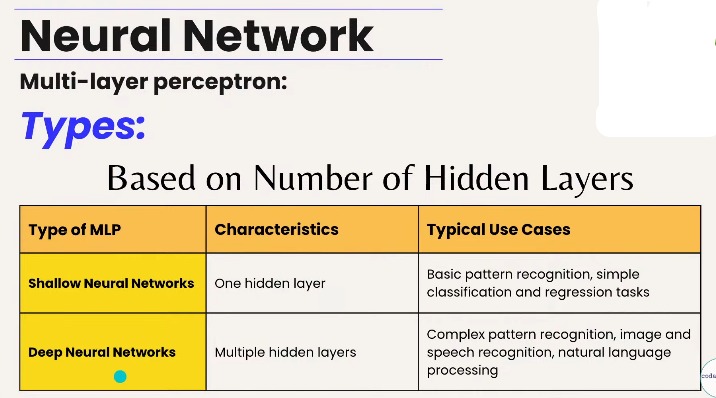 Neural Network
Multi-layer perceptron:
Types:
Based on Number of Hidden Layers
Type of MLP
Characteristics
Typical Use Cases
Shallow Neural Networks
One hidden layer
Basic pattern recognition, simple
classification and regression tasks
Deep Neural Networks
Multiple hidden layers
Complex pattern recognition, image and
speech recognition, natural language
processing